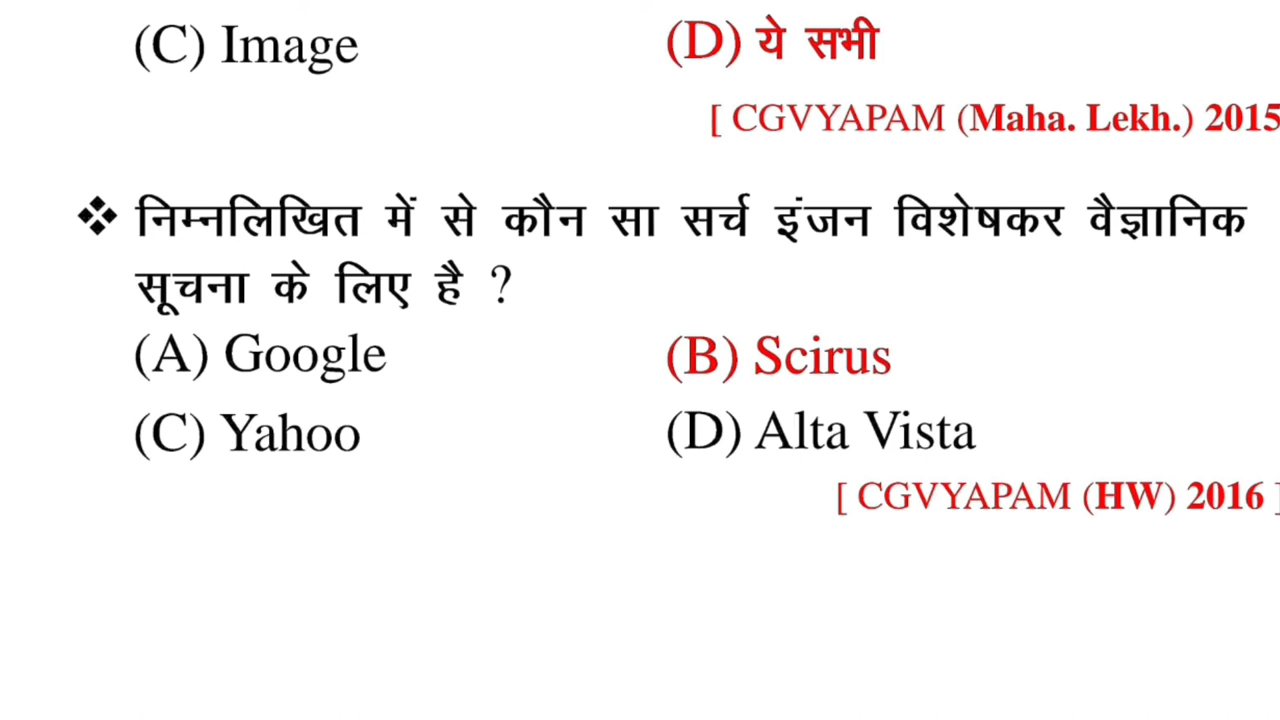 (C) Image (D) ये सभी
[ CGVYAPAM (Maha. Lekh.) 2015
❖ निम्नलिखित में से कौन सा सर्च इंजन विशेषकर वैज्ञानिक
सूचना के लिए है ?
(A) Google (B) Scirus
(C) Yahoo (D) Alta Vista
[ CGVYAPAM (HW) 2016 ]